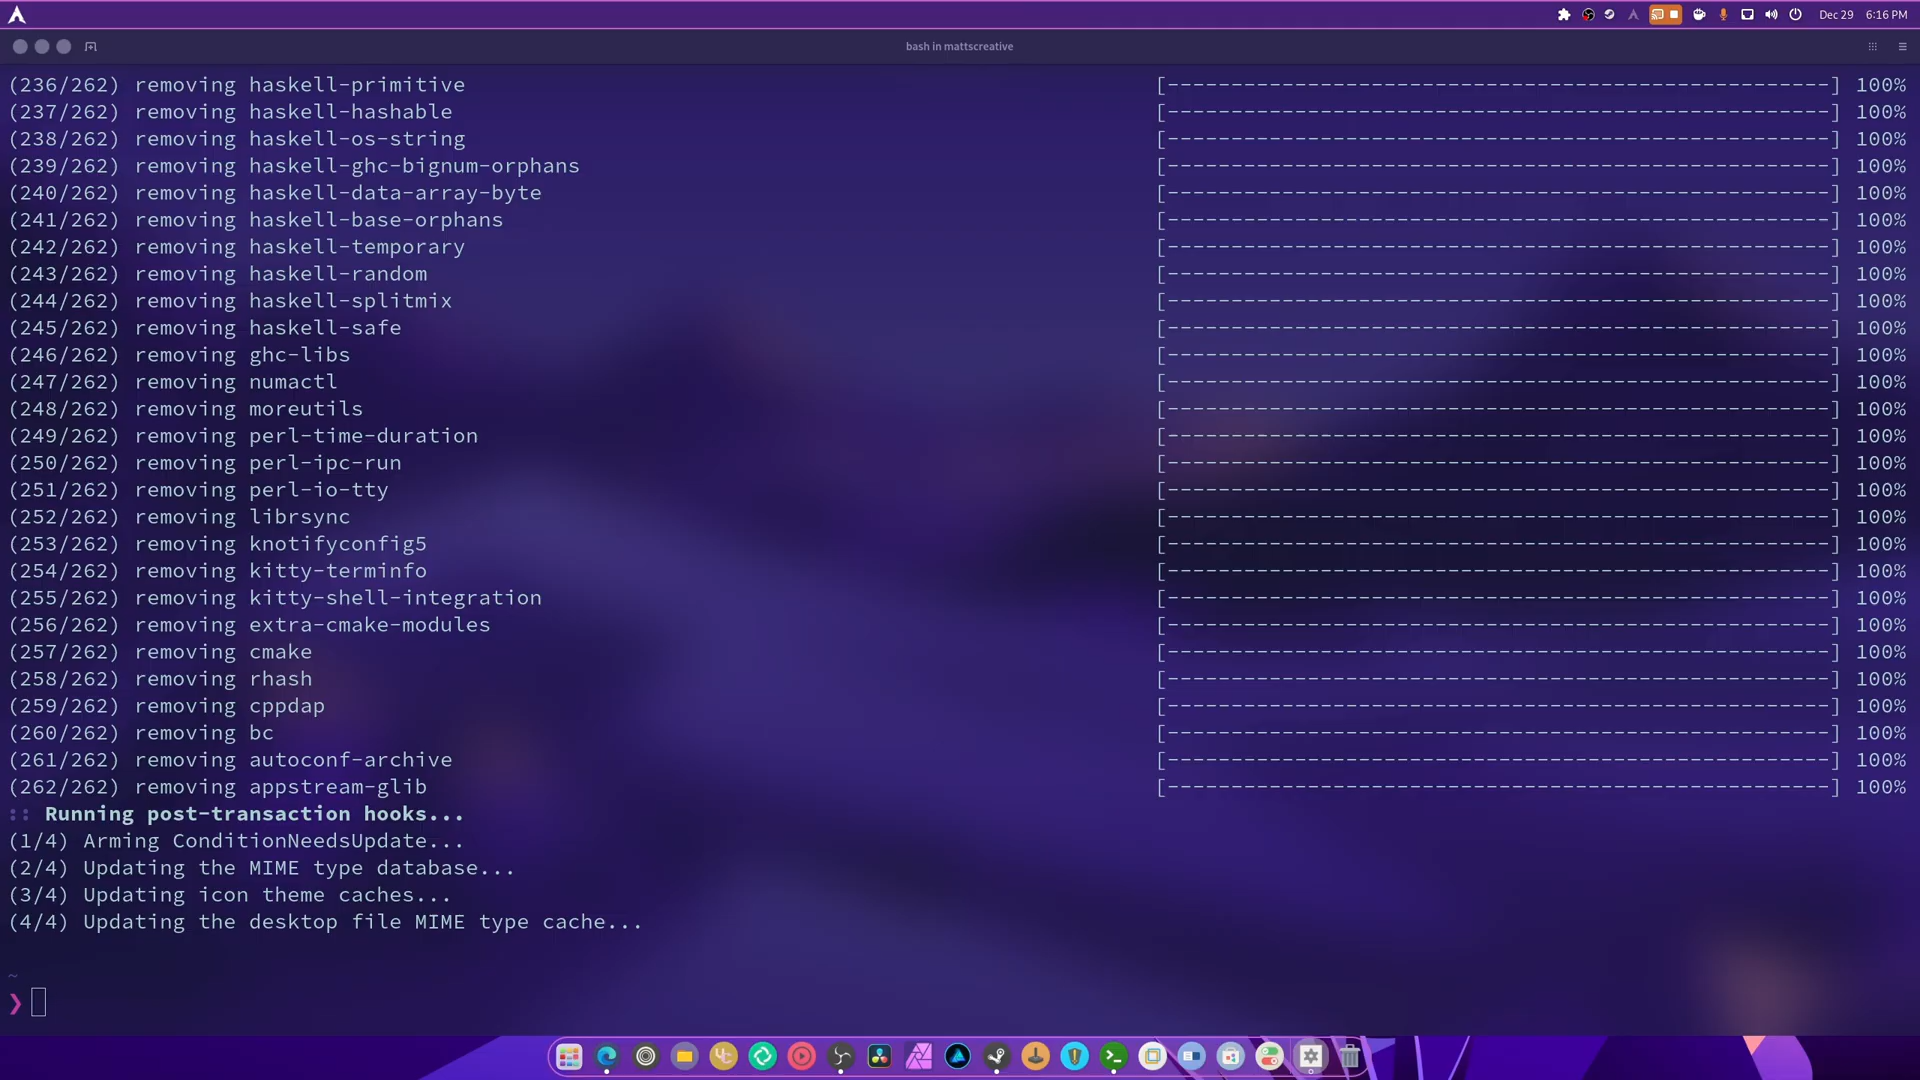 Dec 29 6:16 PM
bash in mattscreative
(236/262) removing haskell-primitive [----------------------------------------------------] 100%
(237/262) removing haskell-hashable [----------------------------------------------------] 100%
(238/262) removing haskell-os-string [----------------------------------------------------] 100%
(239/262) removing haskell-ghc-bignum-orphans [----------------------------------------------------] 100%
(240/262) removing haskell-data-array-byte [----------------------------------------------------] 100%
(241/262) removing haskell-base-orphans [----------------------------------------------------] 100%
(242/262) removing haskell-temporary [----------------------------------------------------] 100%
(243/262) removing haskell-random [----------------------------------------------------] 100%
(244/262) removing haskell-splitmix [----------------------------------------------------] 100%
(245/262) removing haskell-safe [----------------------------------------------------] 100%
(246/262) removing ghc-libs [----------------------------------------------------] 100%
(247/262) removing numactl [----------------------------------------------------] 100%
(248/262) removing moreutils [----------------------------------------------------] 100%
(249/262) removing perl-time-duration [----------------------------------------------------] 100%
(250/262) removing perl-ipc-run [----------------------------------------------------] 100%
(251/262) removing perl-io-tty [----------------------------------------------------] 100%
(252/262) removing librsync [----------------------------------------------------] 100%
(253/262) removing knotifyconfig5 [----------------------------------------------------] 100%
(254/262) removing kitty-terminfo [----------------------------------------------------] 100%
(255/262) removing kitty-shell-integration [----------------------------------------------------] 100%
(256/262) removing extra-cmake-modules [----------------------------------------------------] 100%
(257/262) removing cmake [----------------------------------------------------] 100%
(258/262) removing rhash [----------------------------------------------------] 100%
(259/262) removing cppdap [----------------------------------------------------] 100%
(260/262) removing bc [----------------------------------------------------] 100%
(261/262) removing autoconf-archive [----------------------------------------------------] 100%
(262/262) removing appstream-glib [----------------------------------------------------] 100%
:: Running post-transaction hooks...
(1/4) Arming ConditionNeedsUpdate...
(2/4) Updating the MIME type database...
(3/4) Updating icon theme caches...
(4/4) Updating the desktop file MIME type cache...
~
❯